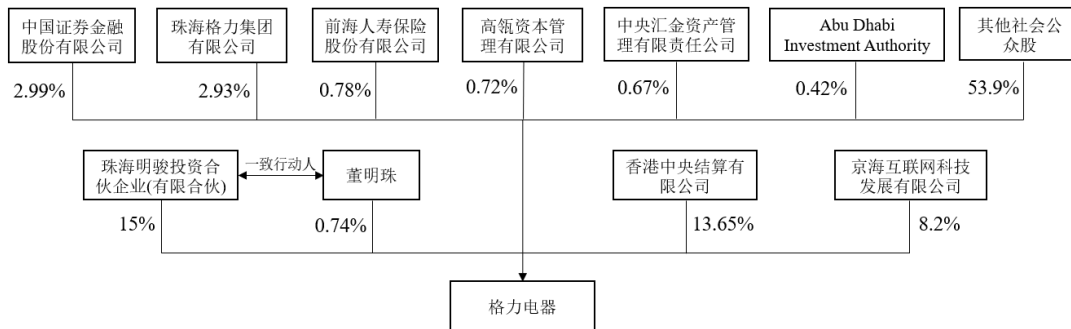 中国证券金融
股份有限公司
珠海格力集团
有限公司
前海人寿保险
股份有限公司
高瓴资本管
理有限公司
中央汇金资产管
理有限责任公司
Abu Dhabi
Investment Authority
其他社会公
众股
2.99%
2.93%
0.78%
0.72%
0.67%
0.42%
53.9%
珠海明骏投资合
伙企业(有限合伙)
一致行动人
董明珠
香港中央结算有
限公司
京海互联网科技
发展有限公司
15%
0.74%
13.65%
8.2%
格力电器